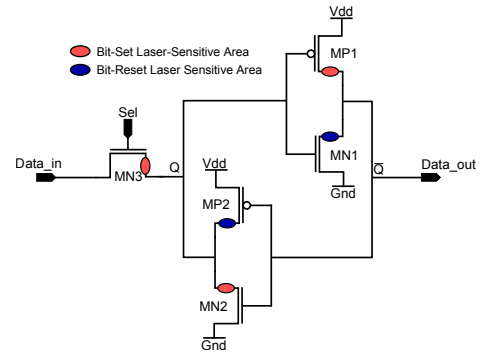 Vdd
Bit-Set Laser-Sensitive Area
MP1
Bit-Reset Laser Sensitive Area
Sel
Data_in
MN3
Q
Vdd
MN1
Q̅
Data_out
Gnd
MP2
MN2
Gnd